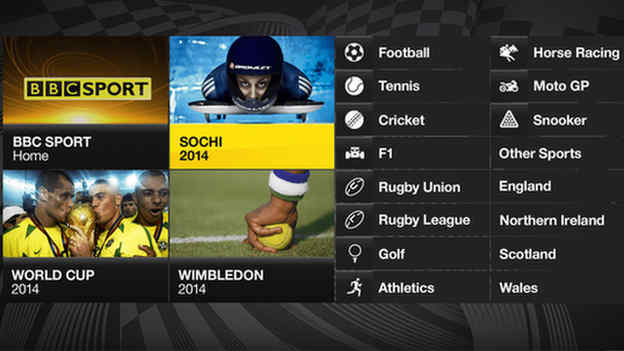 BBC SPORT
BBC SPORT
Home
SOCHI
2014
WORLD CUP
2014
WIMBLEDON
2014
Football
Tennis
Cricket
F1
Rugby Union
Rugby League
Golf
Athletics
Horse Racing
Moto GP
Snooker
Other Sports
England
Northern Ireland
Scotland
Wales